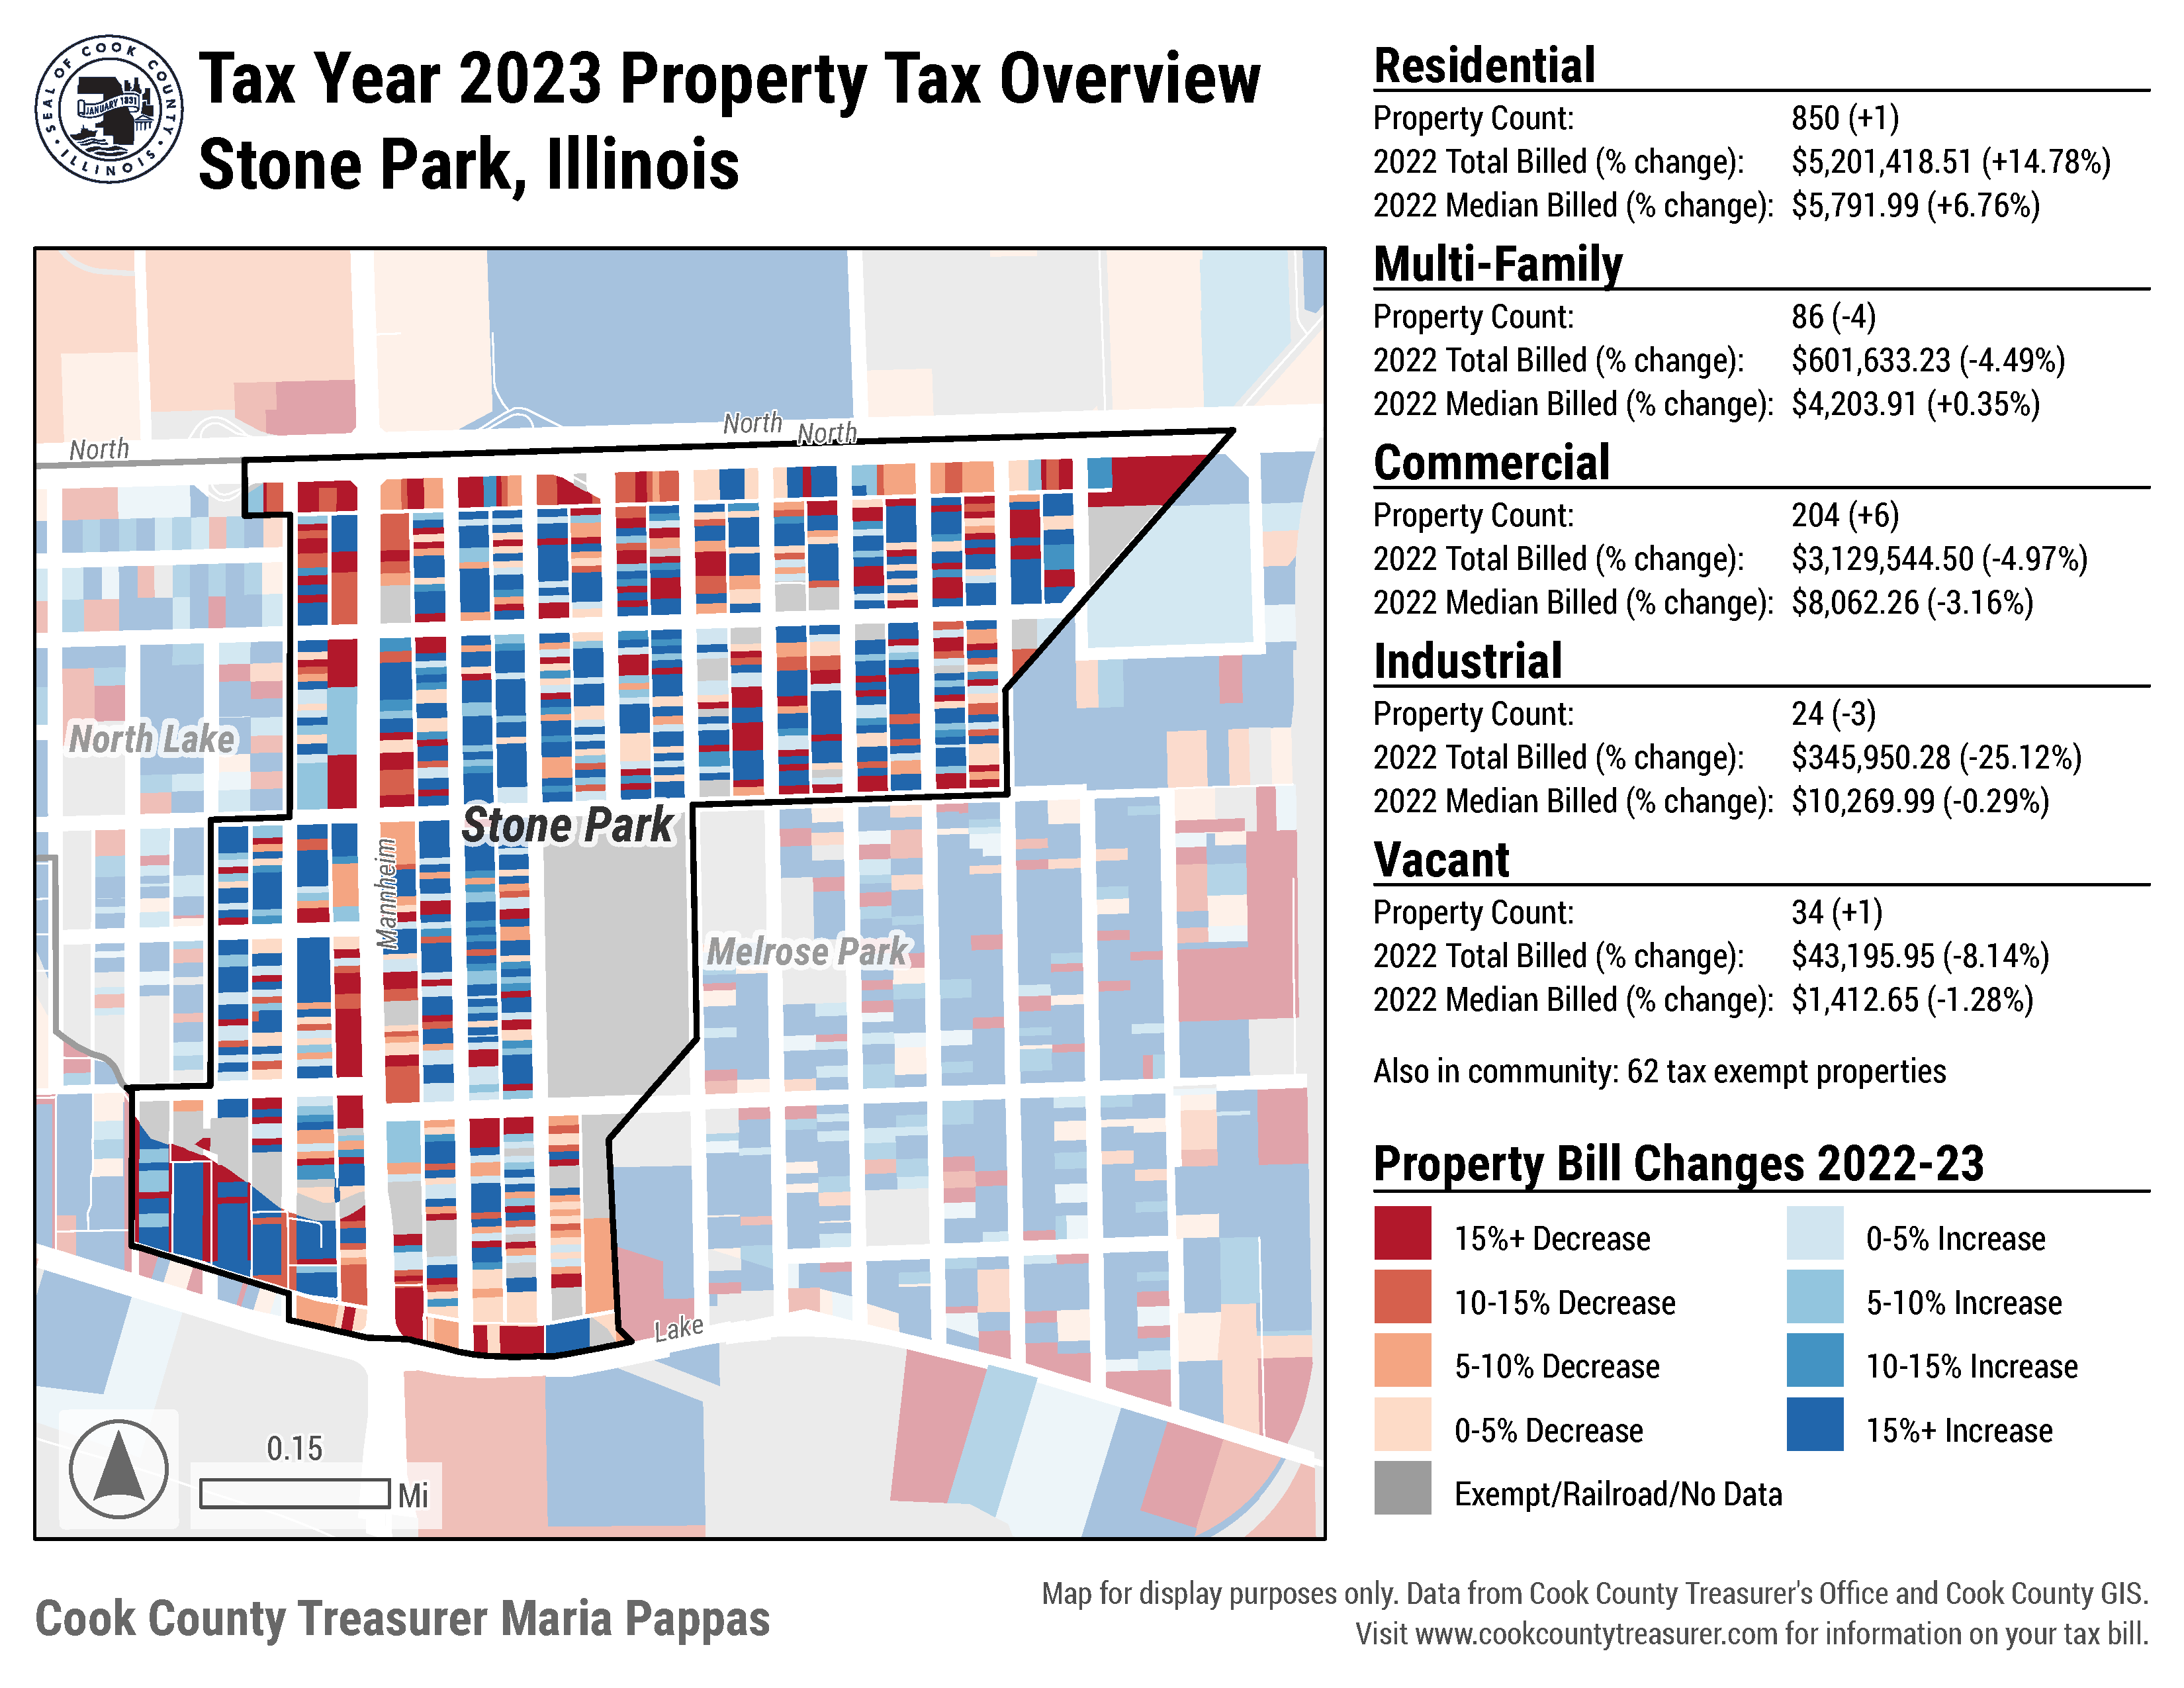 SEAL OF COOK COUNTY
ILLINOIS
JANUARY 1831
Tax Year 2023 Property Tax Overview
Stone Park, Illinois
North
North
North
North Lake
Stone Park
Mannheim
Melrose Park
Lake
0.15
Mi
Residential
Property Count: 850 (+1)
2022 Total Billed (% change): $5,201,418.51 (+14.78%)
2022 Median Billed (% change): $5,791.99 (+6.76%)
Multi-Family
Property Count: 86 (-4)
2022 Total Billed (% change): $601,633.23 (-4.49%)
2022 Median Billed (% change): $4,203.91 (+0.35%)
Commercial
Property Count: 204 (+6)
2022 Total Billed (% change): $3,129,544.50 (-4.97%)
2022 Median Billed (% change): $8,062.26 (-3.16%)
Industrial
Property Count: 24 (-3)
2022 Total Billed (% change): $345,950.28 (-25.12%)
2022 Median Billed (% change): $10,269.99 (-0.29%)
Vacant
Property Count: 34 (+1)
2022 Total Billed (% change): $43,195.95 (-8.14%)
2022 Median Billed (% change): $1,412.65 (-1.28%)
Also in community: 62 tax exempt properties
Property Bill Changes 2022-23
15%+ Decrease
10-15% Decrease
5-10% Decrease
0-5% Decrease
Exempt/Railroad/No Data
0-5% Increase
5-10% Increase
10-15% Increase
15%+ Increase
Cook County Treasurer Maria Pappas
Map for display purposes only. Data from Cook County Treasurer's Office and Cook County GIS.
Visit www.cookcountytreasurer.com for information on your tax bill.